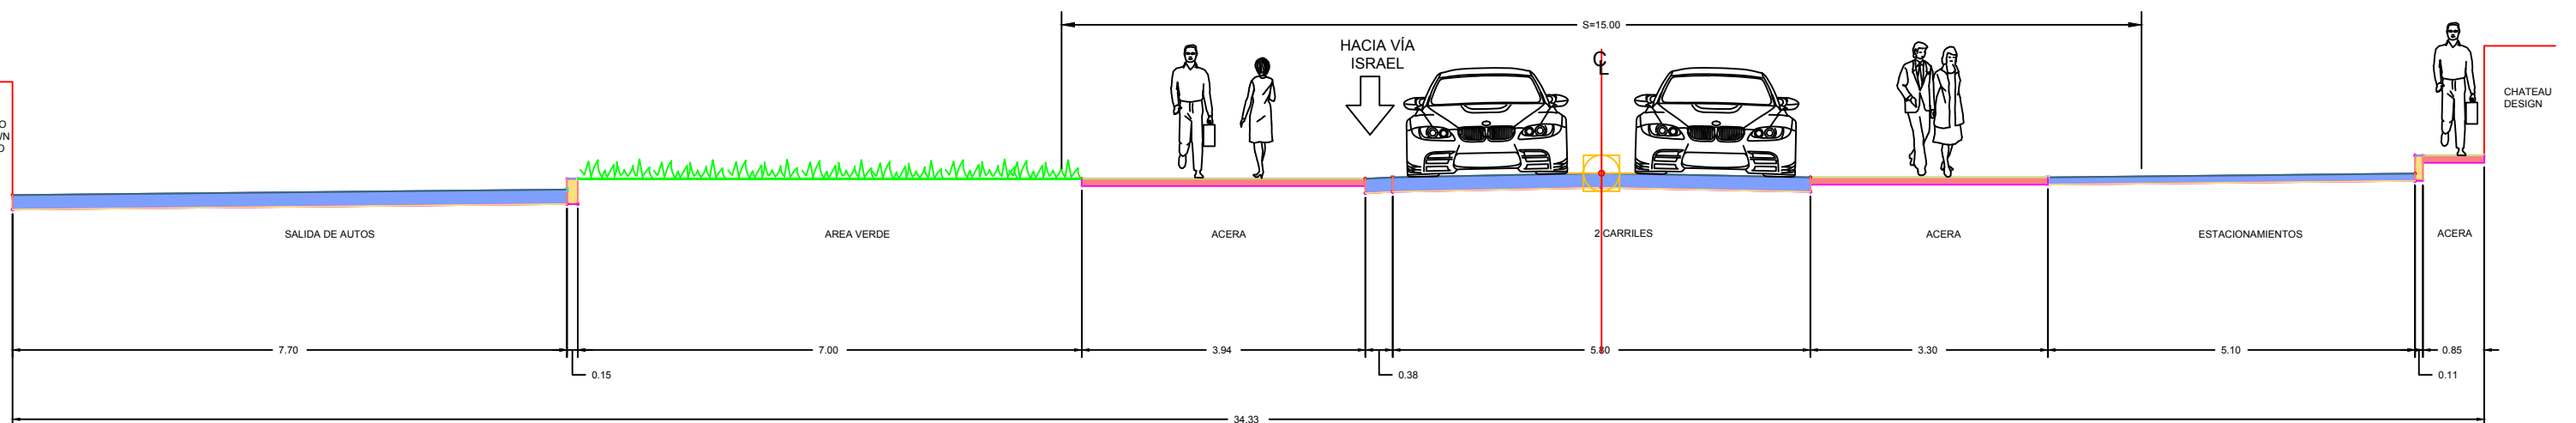 S=15.00
HACIA VÍA
ISRAEL
CL
CHATEAU
DESIGN
SALIDA DE AUTOS
AREA VERDE
ACERA
2 CARRILES
ACERA
ESTACIONAMIENTOS
ACERA
7.70
7.00
3.94
5.80
3.30
5.10
0.85
0.15
0.38
0.11
34.33